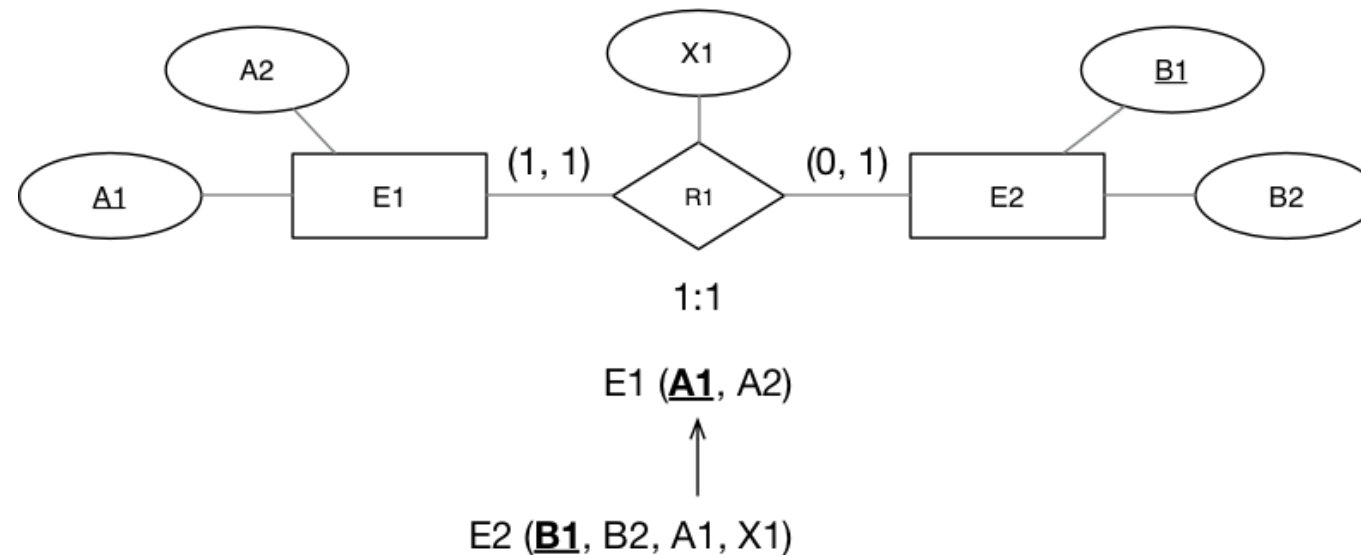 A2
X1
B1
(1, 1)
(0, 1)
A1
E1
R1
E2
B2
1:1
E1 (A1, A2)
E2 (B1, B2, A1, X1)